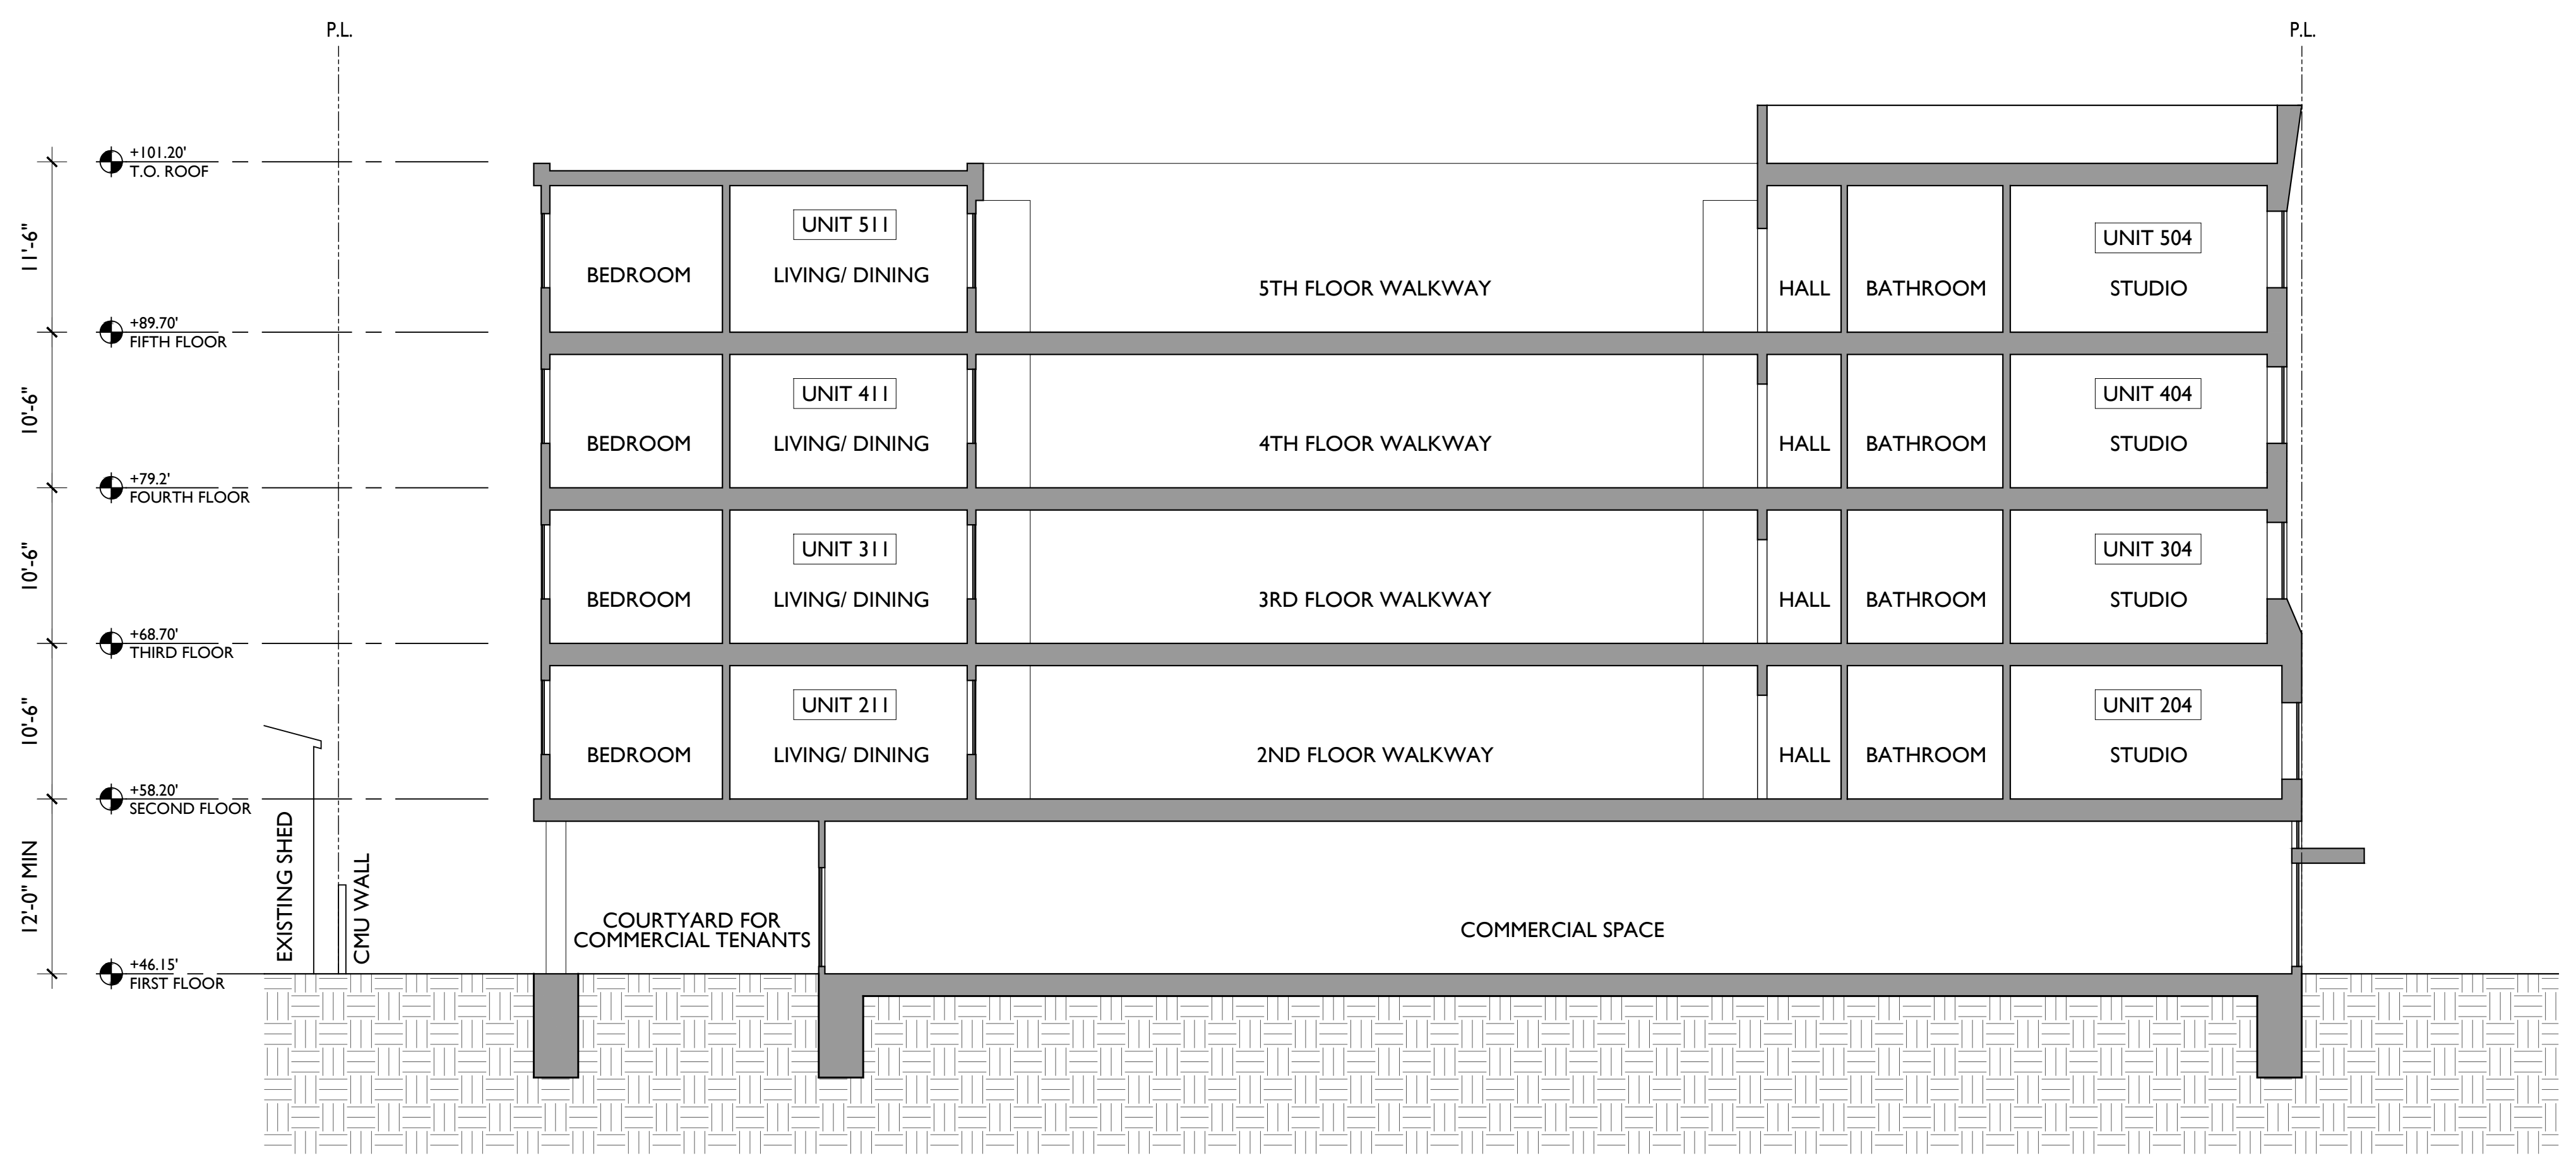 P.L.
P.L.
+101.20'
T.O. ROOF
11'-6"
UNIT 511
UNIT 504
BEDROOM
LIVING/ DINING
5TH FLOOR WALKWAY
HALL
BATHROOM
STUDIO
+89.70'
FIFTH FLOOR
10'-6"
UNIT 411
UNIT 404
BEDROOM
LIVING/ DINING
4TH FLOOR WALKWAY
HALL
BATHROOM
STUDIO
+79.2'
FOURTH FLOOR
10'-6"
UNIT 311
UNIT 304
BEDROOM
LIVING/ DINING
3RD FLOOR WALKWAY
HALL
BATHROOM
STUDIO
+68.70'
THIRD FLOOR
10'-6"
UNIT 211
UNIT 204
BEDROOM
LIVING/ DINING
2ND FLOOR WALKWAY
HALL
BATHROOM
STUDIO
+58.20'
SECOND FLOOR
12'-0" MIN
EXISTING SHED
CMU WALL
COURTYARD FOR
COMMERCIAL TENANTS
COMMERCIAL SPACE
+46.15'
FIRST FLOOR